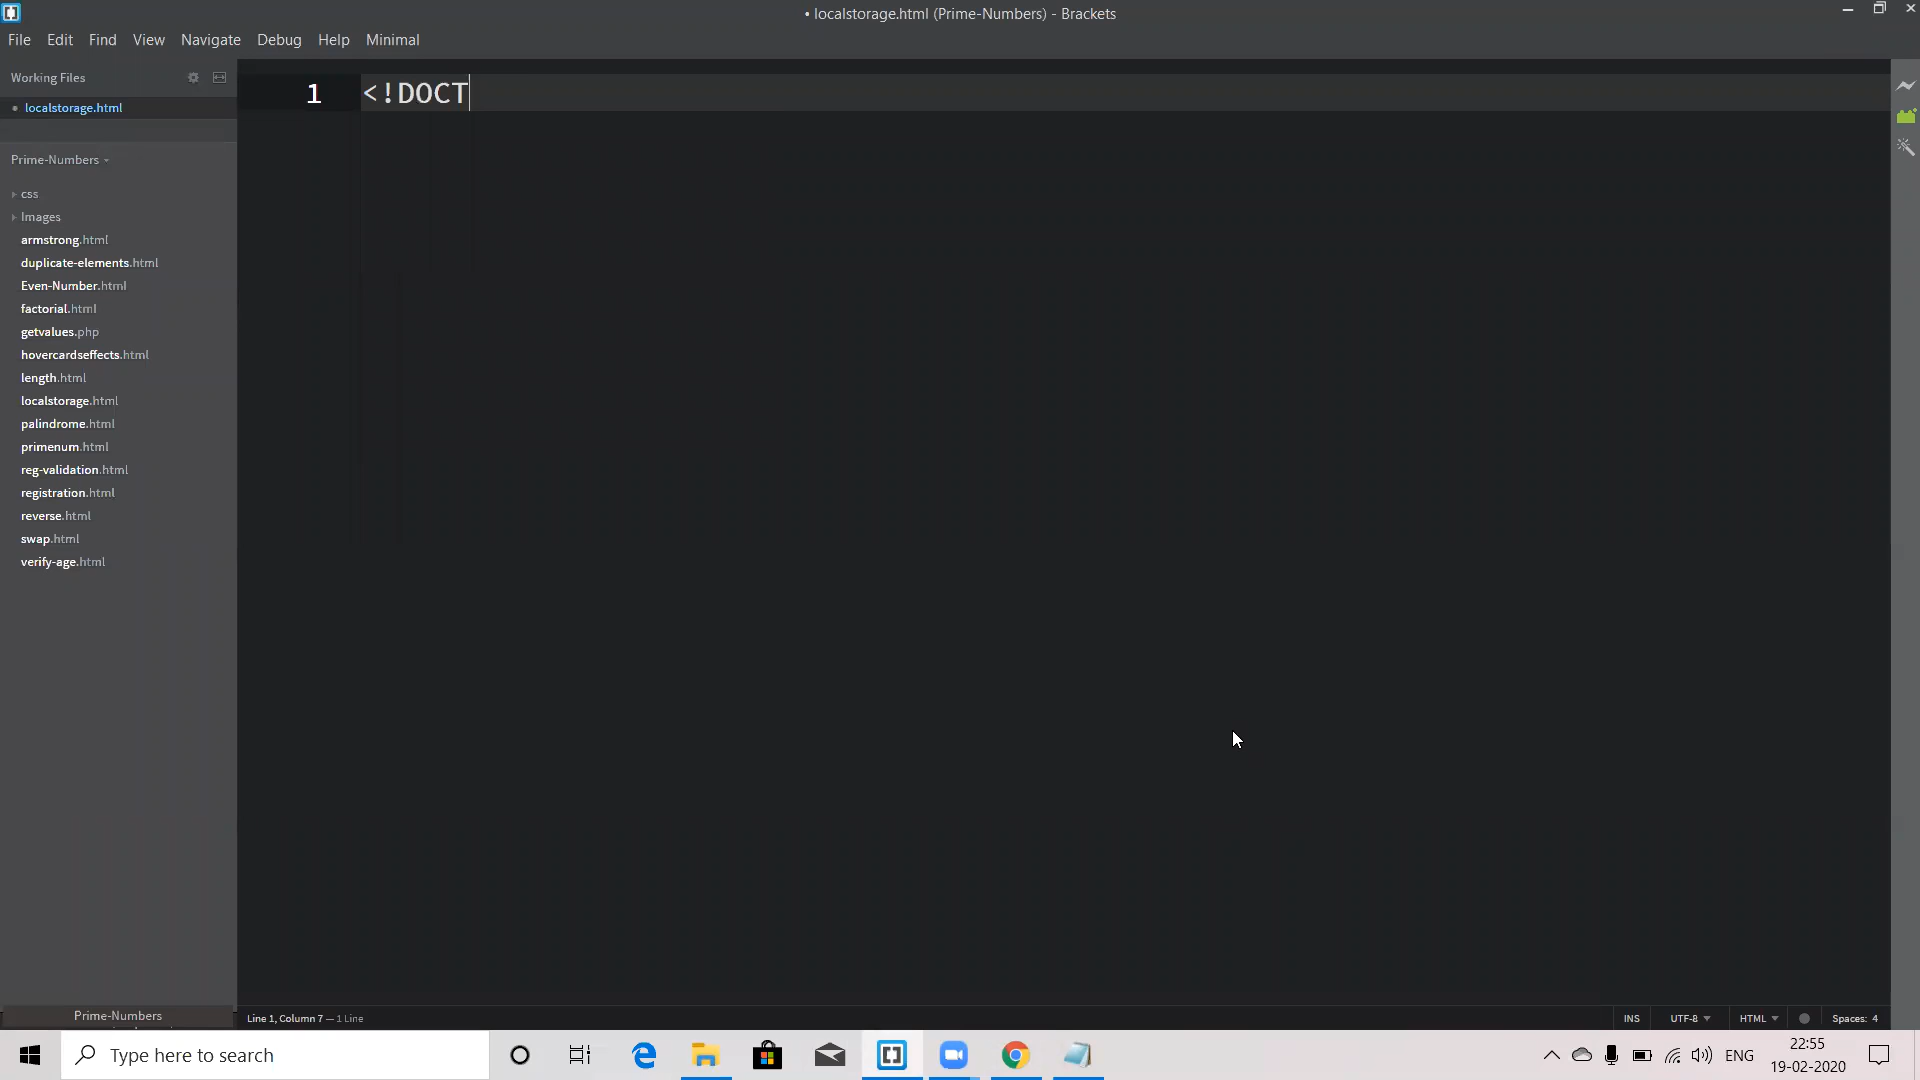 • localstorage.html (Prime-Numbers) - Brackets
File Edit Find View Navigate Debug Help Minimal
Working Files
localstorage.html
1 <!DOCT
Prime-Numbers
css
Images
armstrong.html
duplicate-elements.html
Even-Number.html
factorial.html
getvalues.php
hovercardseffects.html
length.html
localstorage.html
palindrome.html
primenum.html
reg-validation.html
registration.html
reverse.html
swap.html
verify-age.html
Prime-Numbers
Line 1, Column 7 — 1 Line
INS UTF-8 HTML Spaces: 4
Type here to search
ENG
22:55
19-02-2020